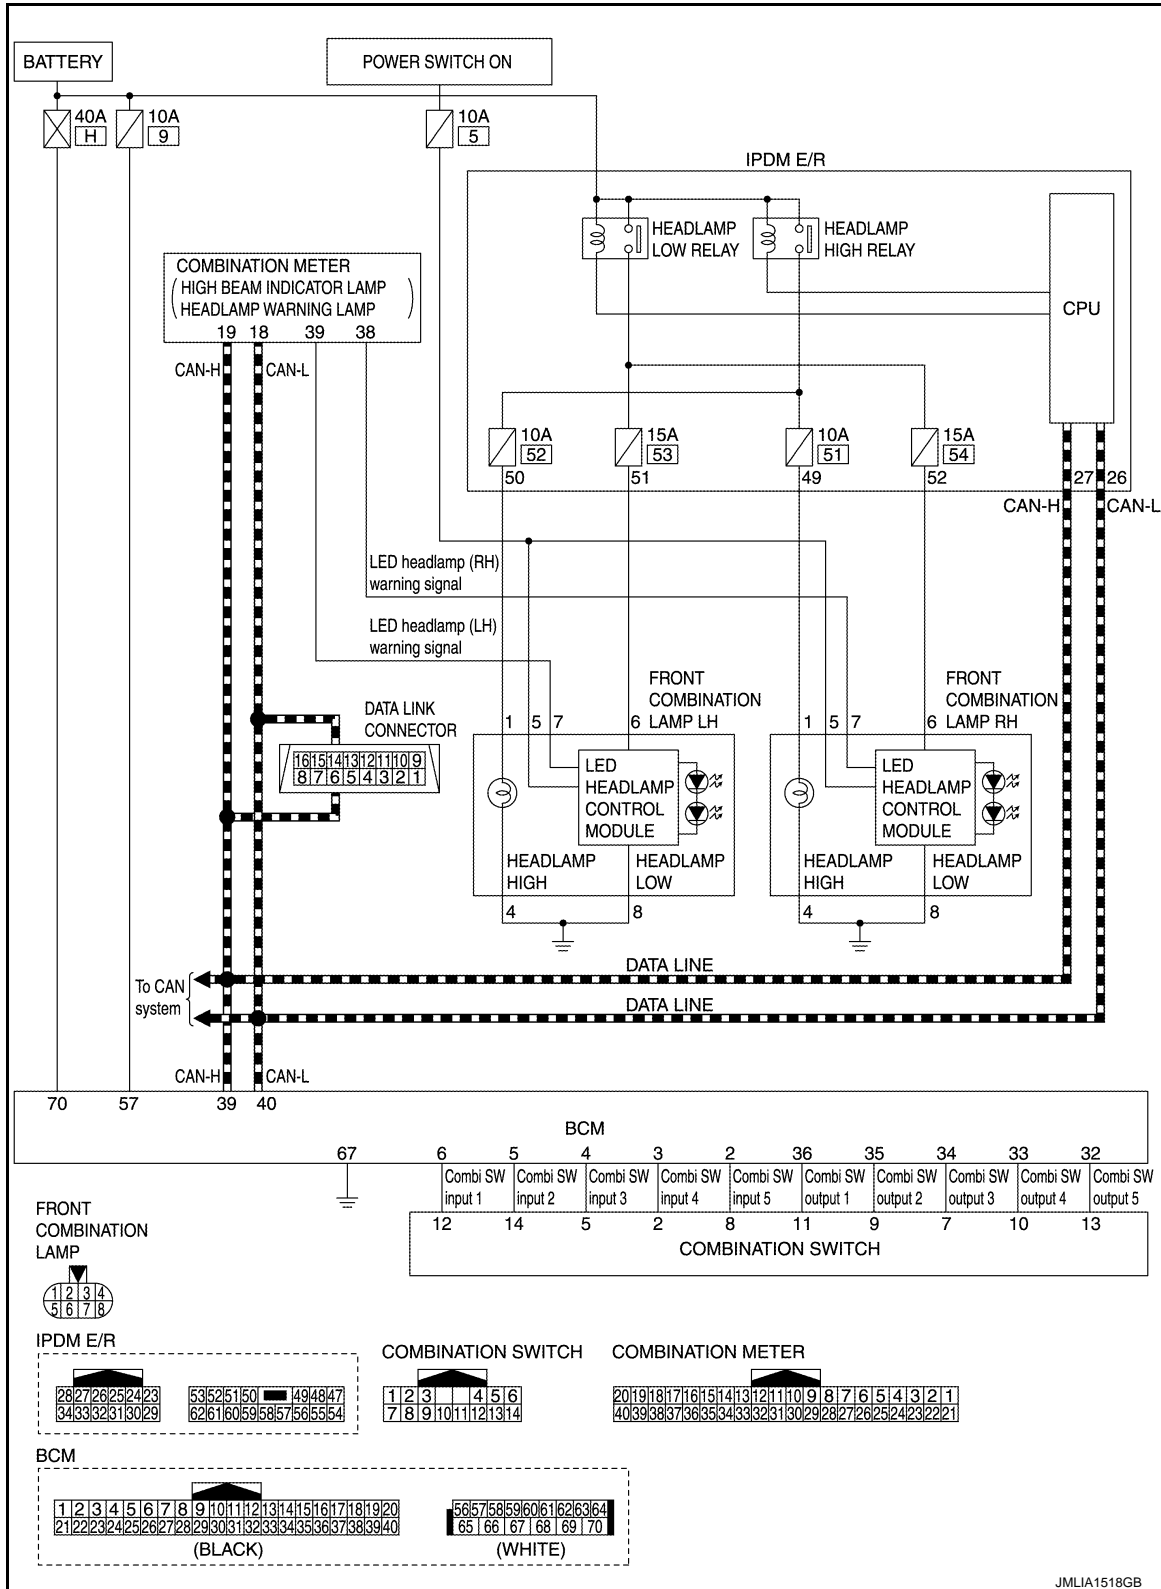 BATTERY
POWER SWITCH ON
40A
H
10A
9
10A
5
IPDM E/R
HEADLAMP
LOW RELAY
HEADLAMP
HIGH RELAY
CPU
COMBINATION METER
(HIGH BEAM INDICATOR LAMP
HEADLAMP WARNING LAMP)
19 18 39 38
CAN-H CAN-L
10A
52
15A
53
10A
51
15A
54
50 51 49 52 27 26
CAN-H CAN-L
LED headlamp (RH)
warning signal
LED headlamp (LH)
warning signal
DATA LINK
CONNECTOR
16 15 14 13 12 11 10 9
8 7 6 5 4 3 2 1
FRONT
COMBINATION
LAMP LH
1 5 7 6
LED
HEADLAMP
CONTROL
MODULE
HEADLAMP
HIGH
HEADLAMP
LOW
4 8
FRONT
COMBINATION
LAMP RH
1 5 7 6
LED
HEADLAMP
CONTROL
MODULE
HEADLAMP
HIGH
HEADLAMP
LOW
4 8
DATA LINE
To CAN
system
DATA LINE
CAN-H CAN-L
70 57 39 40
BCM
67 6 5 4 3 2 36 35 34 33 32
Combi SW
input 1
Combi SW
input 2
Combi SW
input 3
Combi SW
input 4
Combi SW
input 5
Combi SW
output 1
Combi SW
output 2
Combi SW
output 3
Combi SW
output 4
Combi SW
output 5
12 14 5 2 8 11 9 7 10 13
COMBINATION SWITCH
FRONT
COMBINATION
LAMP
1 2 3 4
5 6 7 8
IPDM E/R
28 27 26 25 24 23
34 33 32 31 30 29
53 52 51 50 49 48 47
62 61 60 59 58 57 56 55 54
COMBINATION SWITCH
1 2 3 4 5 6
7 8 9 10 11 12 13 14
COMBINATION METER
20 19 18 17 16 15 14 13 12 11 10 9 8 7 6 5 4 3 2 1
40 39 38 37 36 35 34 33 32 31 30 29 28 27 26 25 24 23 22 21
BCM
1 2 3 4 5 6 7 8 9 10 11 12 13 14 15 16 17 18 19 20
21 22 23 24 25 26 27 28 29 30 31 32 33 34 35 36 37 38 39 40
(BLACK)
56 57 58 59 60 61 62 63 64
65 66 67 68 69 70
(WHITE)
JMLIA1518GB